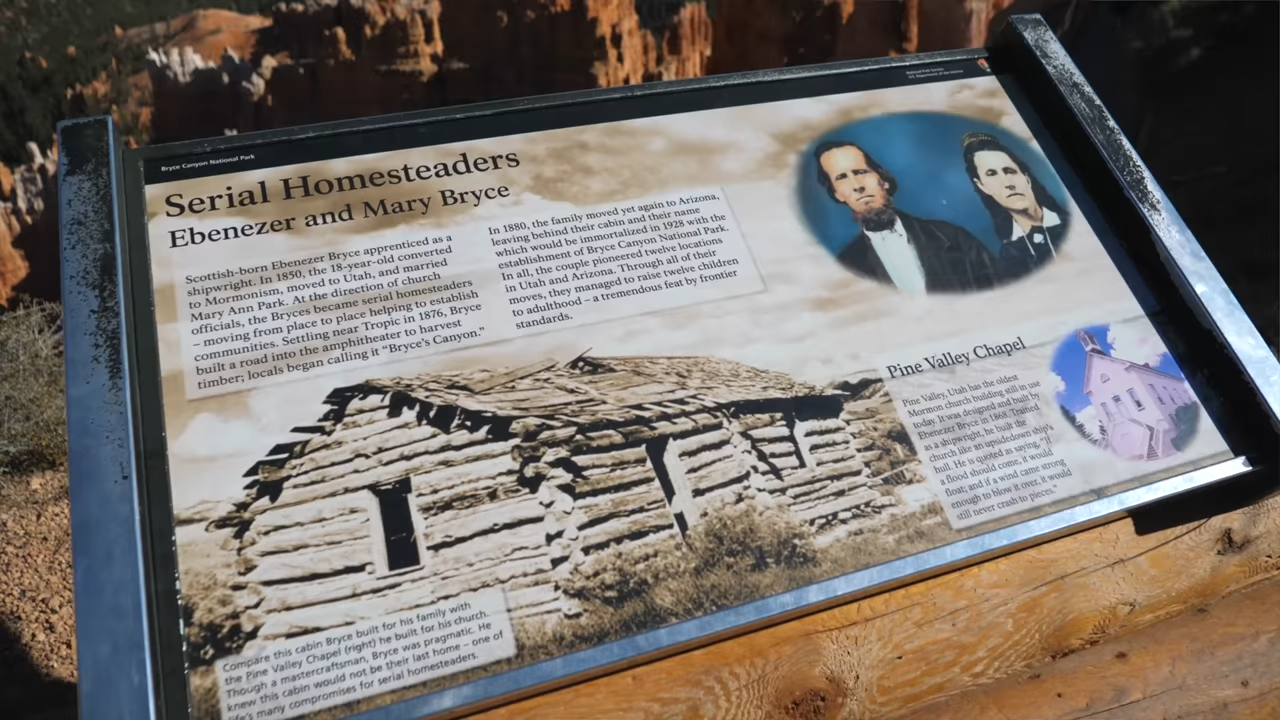 National Park Service
U.S. Department of the Interior
Bryce Canyon National Park
Serial Homesteaders
Ebenezer and Mary Bryce
Scottish-born Ebenezer Bryce apprenticed as a
shipwright. In 1850, the 18-year-old converted
to Mormonism, moved to Utah, and married
Mary Ann Park. At the direction of church
officials, the Bryces became serial homesteaders
– moving from place to place helping to establish
communities. Settling near Tropic in 1876, Bryce
built a road into the amphitheater to harvest
timber; locals began calling it “Bryce's Canyon.”
In 1880, the family moved yet again to Arizona,
leaving behind their cabin and their name
which would be immortalized in 1928 with the
establishment of Bryce Canyon National Park.
In all, the couple pioneered twelve locations
in Utah and Arizona. Through all of their
moves, they managed to raise twelve children
to adulthood – a tremendous feat by frontier
standards.
Pine Valley Chapel
Pine Valley, Utah has the oldest
Mormon church building still in use
today. It was designed and built by
Ebenezer Bryce in 1868. Trained
as a shipwright, he built the
church like an upsidedown ship's
hull. He is quoted as saying, “If
a flood should come, it would
float; and if a wind came strong
enough to blow it over, it would
still never crash to pieces.”
Compare this cabin Bryce built for his family with
the Pine Valley Chapel (right) he built for his church.
Though a mastercraftsman, Bryce was pragmatic. He
knew this cabin would not be their last home – one of
life's many compromises for serial homesteaders.